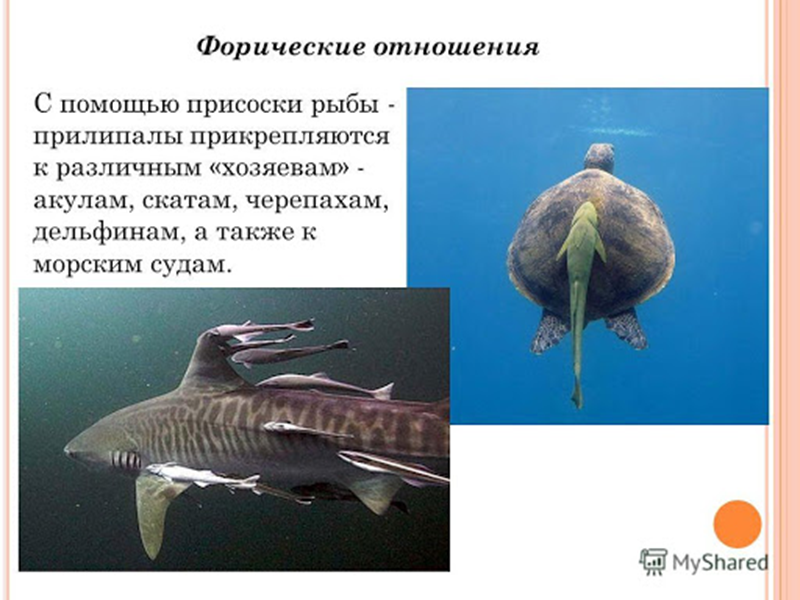 Форические отношения
С помощью присоски рыбы -
прилипалы прикрепляются
к различным «хозяевам» -
акулам, скатам, черепахам,
дельфинам, а также к
морским судам.
MyShared